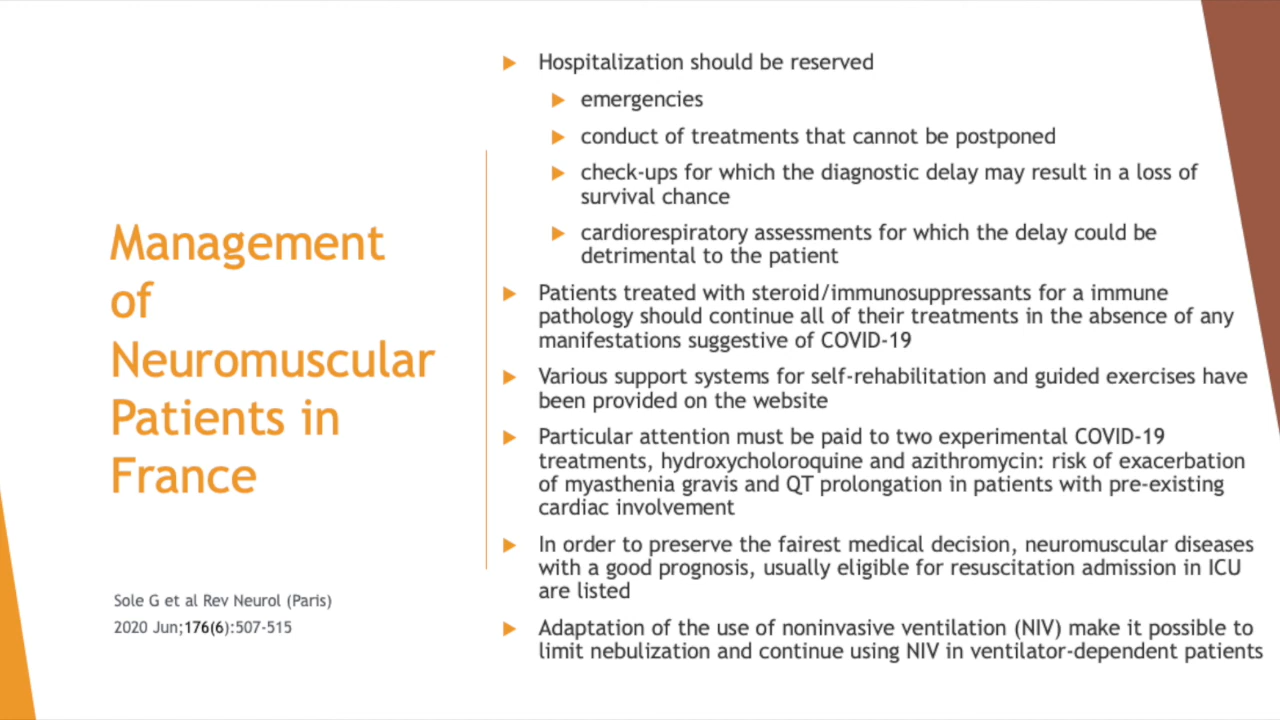 Management
of
Neuromuscular
Patients in
France
Sole G et al Rev Neurol (Paris)
2020 Jun;176(6):507-515
Hospitalization should be reserved
emergencies
conduct of treatments that cannot be postponed
check-ups for which the diagnostic delay may result in a loss of
survival chance
cardiorespiratory assessments for which the delay could be
detrimental to the patient
Patients treated with steroid/immunosuppressants for a immune
pathology should continue all of their treatments in the absence of any
manifestations suggestive of COVID-19
Various support systems for self-rehabilitation and guided exercises have
been provided on the website
Particular attention must be paid to two experimental COVID-19
treatments, hydroxycholoroquine and azithromycin: risk of exacerbation
of myasthenia gravis and QT prolongation in patients with pre-existing
cardiac involvement
In order to preserve the fairest medical decision, neuromuscular diseases
with a good prognosis, usually eligible for resuscitation admission in ICU
are listed
Adaptation of the use of noninvasive ventilation (NIV) make it possible to
limit nebulization and continue using NIV in ventilator-dependent patients